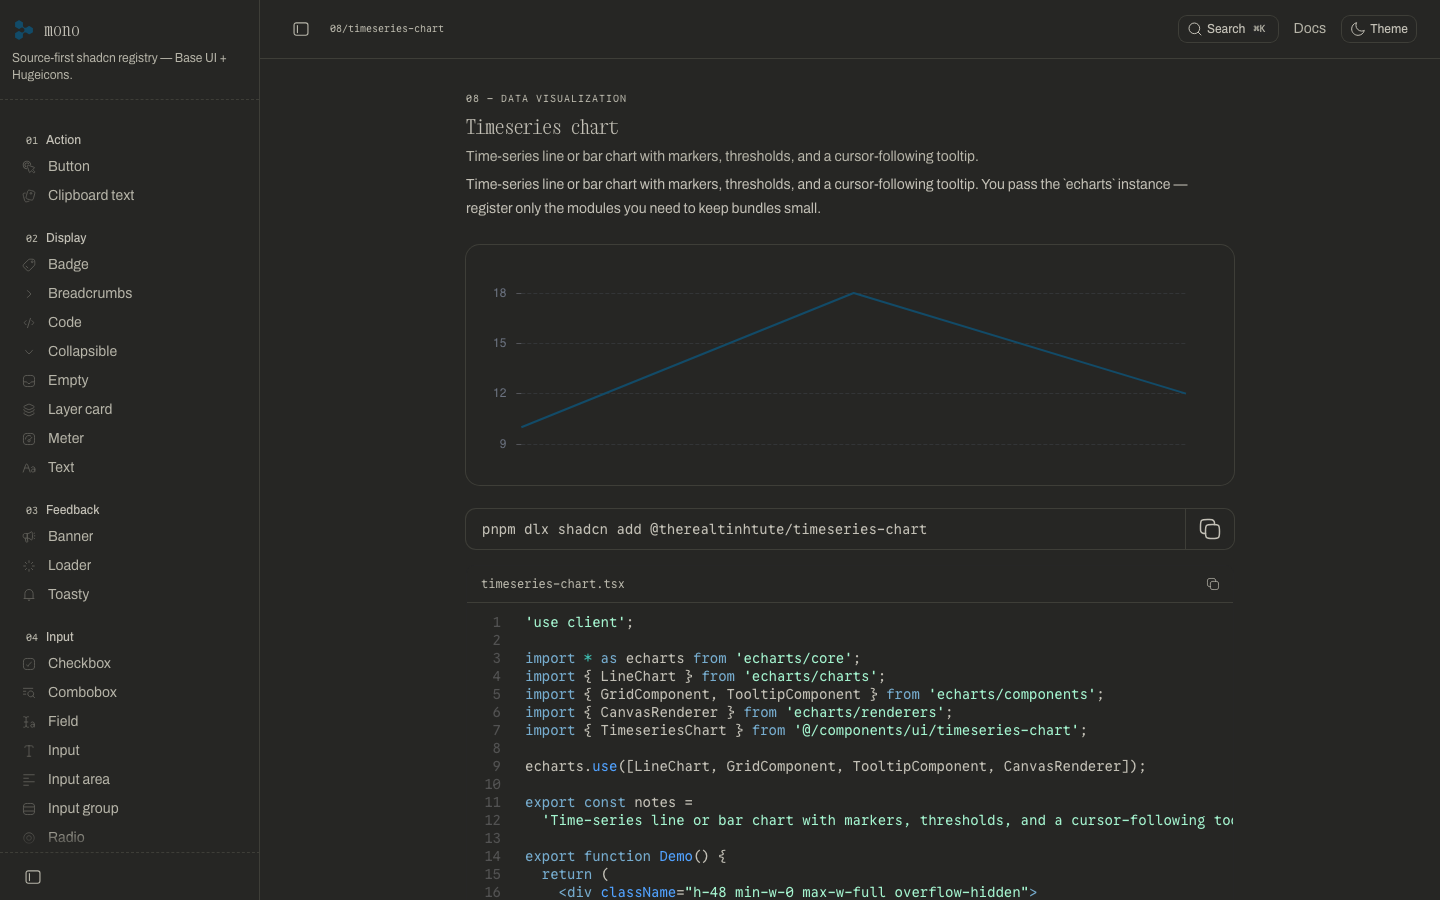 mono
Source-first shadcn registry — Base UI +
Hugeicons.
01 Action
Button
Clipboard text
02 Display
Badge
Breadcrumbs
Code
Collapsible
Empty
Layer card
Meter
Text
03 Feedback
Banner
Loader
Toasty
04 Input
Checkbox
Combobox
Field
Input
Input area
Input group
Radio
08/timeseries-chart
Search ⌘K
Docs
Theme
08 — DATA VISUALIZATION
Timeseries chart
Time-series line or bar chart with markers, thresholds, and a cursor-following tooltip.
Time-series line or bar chart with markers, thresholds, and a cursor-following tooltip. You pass the `echarts` instance —
register only the modules you need to keep bundles small.
18
15
12
9
pnpm dlx shadcn add @therealtinhtute/timeseries-chart
timeseries-chart.tsx
1 'use client';
2
3 import * as echarts from 'echarts/core';
4 import { LineChart } from 'echarts/charts';
5 import { GridComponent, TooltipComponent } from 'echarts/components';
6 import { CanvasRenderer } from 'echarts/renderers';
7 import { TimeseriesChart } from '@/components/ui/timeseries-chart';
8
9 echarts.use([LineChart, GridComponent, TooltipComponent, CanvasRenderer]);
10
11 export const notes =
12 'Time-series line or bar chart with markers, thresholds, and a cursor-following too
13
14 export function Demo() {
15 return (
16 <div className="h-48 min-w-0 max-w-full overflow-hidden">